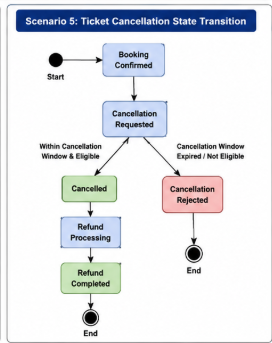 Scenario 5: Ticket Cancellation State Transition
Booking
Confirmed
Start
Cancellation
Requested
Within Cancellation
Window & Eligible
Cancellation Window
Expired / Not Eligible
Cancelled
Cancellation
Rejected
Refund
Processing
End
Refund
Completed
End